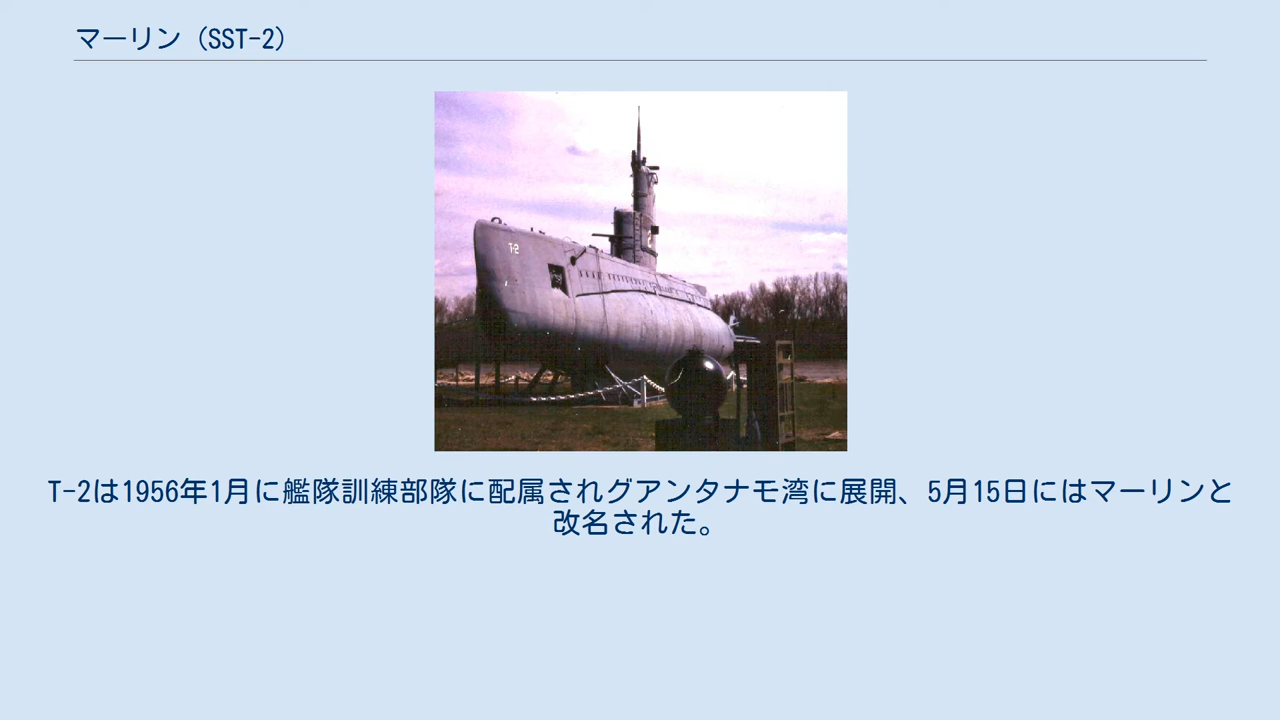 マーリン（SST-2）
T-2
T-2は1956年1月に艦隊訓練部隊に配属されグアンタナモ湾に展開、5月15日にはマーリンと
改名された。